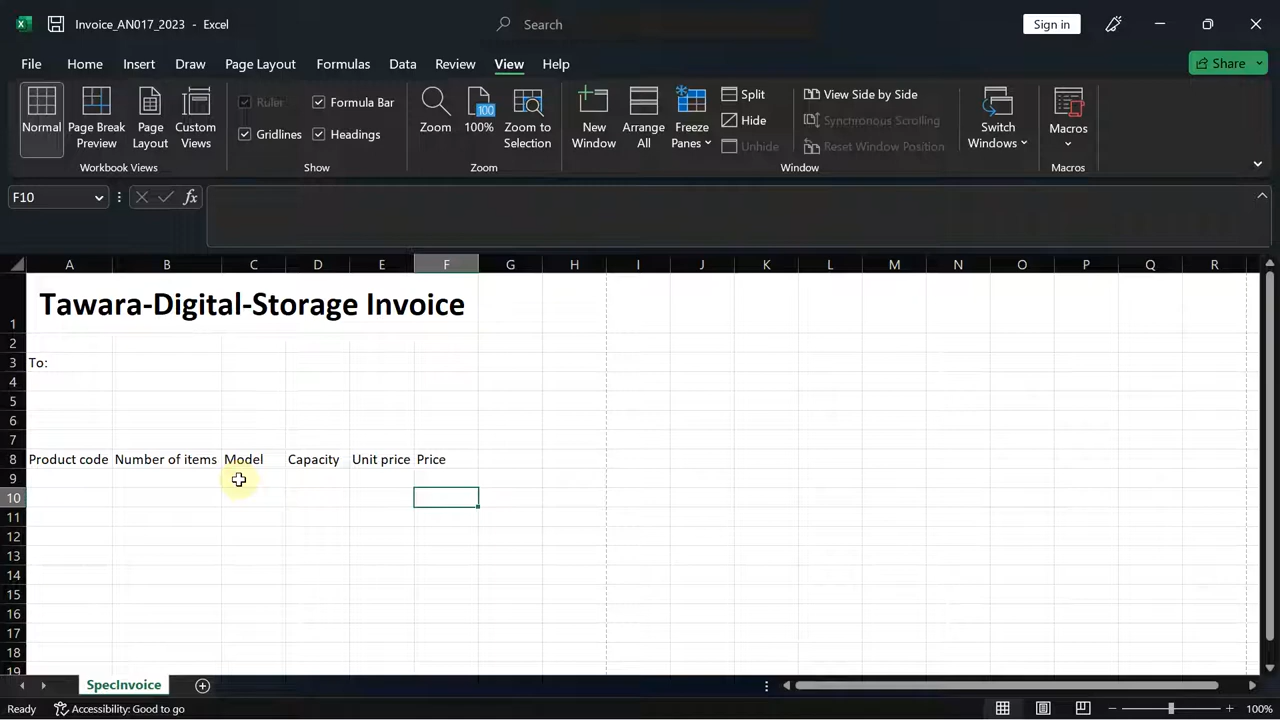 Invoice_AN017_2023 - Excel
Search
Sign in
File Home Insert Draw Page Layout Formulas Data Review View Help
Share
Normal
Page Break Preview
Page Layout
Custom Views
Workbook Views
Ruler
Formula Bar
Gridlines
Headings
Show
Zoom
100
100%
Zoom to Selection
Zoom
New Window
Arrange All
Freeze Panes
Split
Hide
Unhide
View Side by Side
Synchronous Scrolling
Reset Window Position
Window
Switch Windows
Macros
Macros
F10
fx
A B C D E F G H I J K L M N O P Q R
1 Tawara-Digital-Storage Invoice
2
3 To:
4
5
6
7
8 Product code Number of items Model Capacity Unit price Price
9
10
11
12
13
14
15
16
17
18
19
SpecInvoice
Ready
Accessibility: Good to go
100%